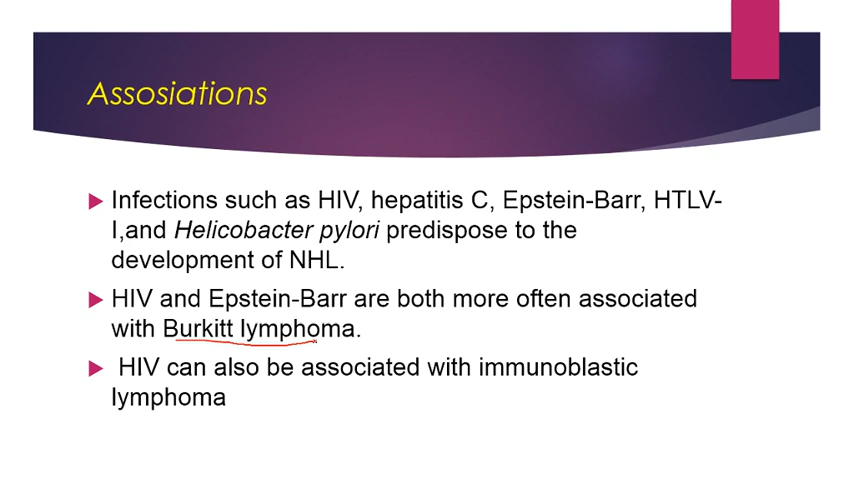 Assosiations
Infections such as HIV, hepatitis C, Epstein-Barr, HTLV-
I,and Helicobacter pylori predispose to the
development of NHL.
HIV and Epstein-Barr are both more often associated
with Burkitt lymphoma.
HIV can also be associated with immunoblastic
lymphoma